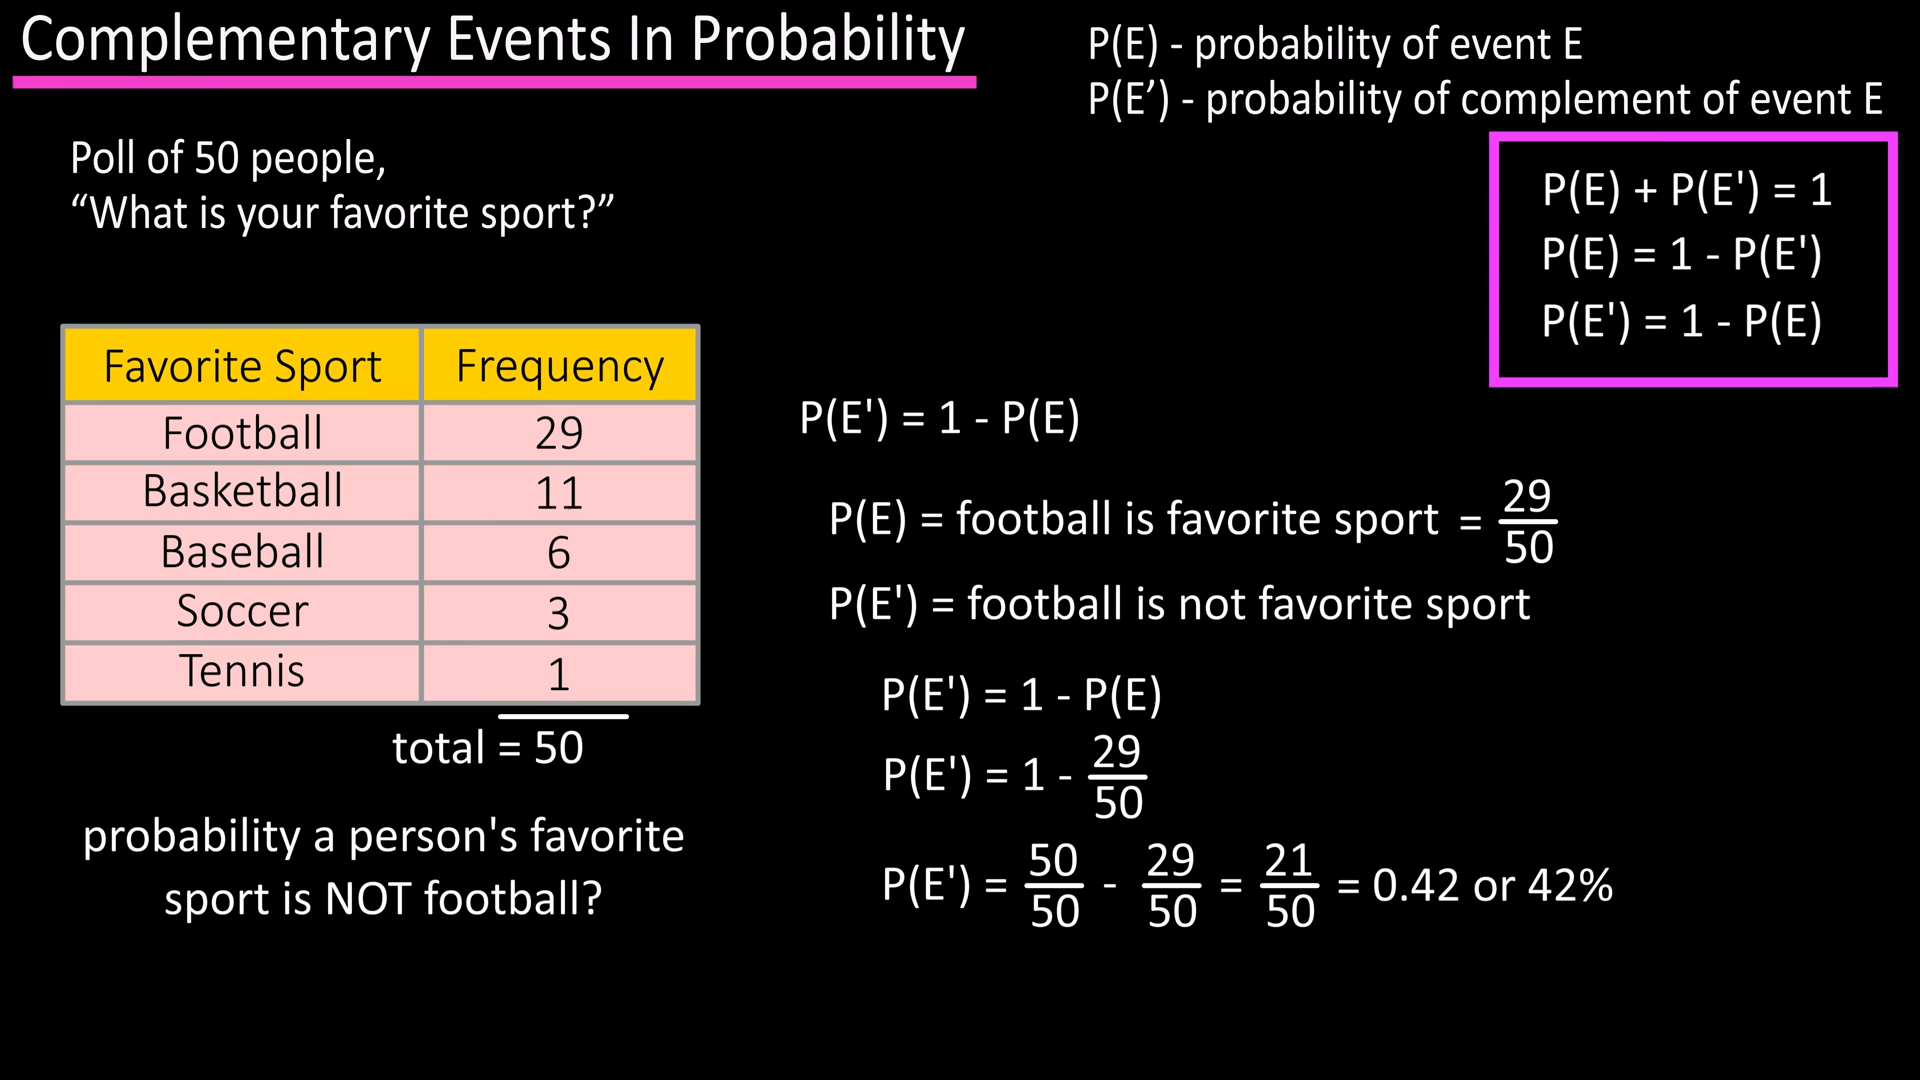 Complementary Events In Probability
P(E) - probability of event E
P(E’) - probability of complement of event E
P(E) + P(E') = 1
P(E) = 1 - P(E')
P(E') = 1 - P(E)
Poll of 50 people,
“What is your favorite sport?”
Favorite Sport Frequency
Football 29
Basketball 11
Baseball 6
Soccer 3
Tennis 1
total = 50
probability a person's favorite
sport is NOT football?
P(E') = 1 - P(E)
P(E) = football is favorite sport = 29/50
P(E') = football is not favorite sport
P(E') = 1 - P(E)
P(E') = 1 - 29/50
P(E') = 50/50 - 29/50 = 21/50 = 0.42 or 42%